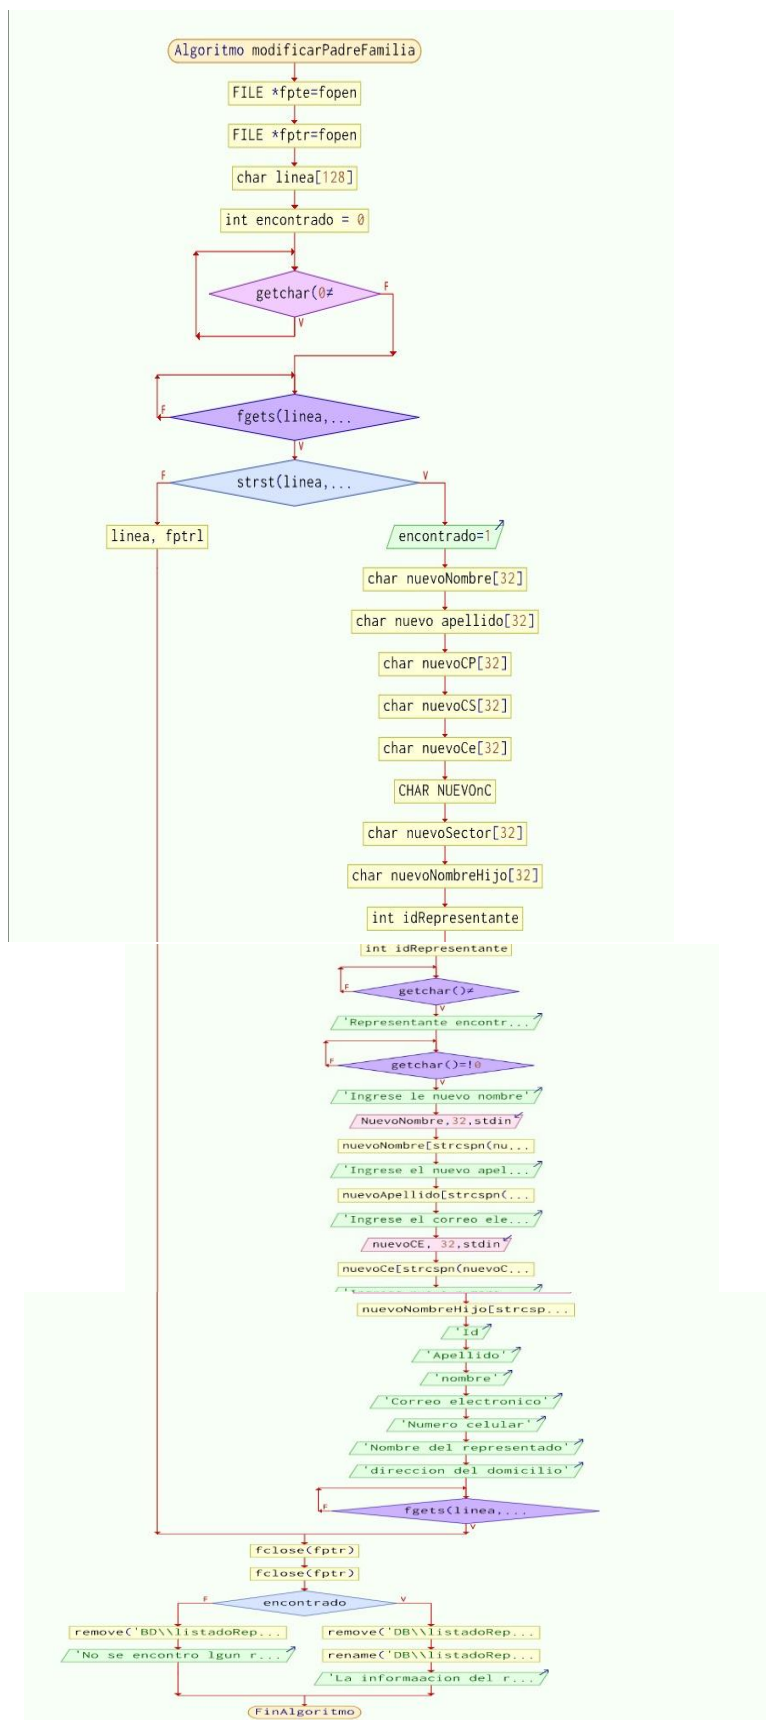 Algoritmo modificarPadreFamilia
FILE *fpte=fopen
FILE *fptr=fopen
char linea[128]
int encontrado = 0
getchar(0≠
F
V
fgets(linea,...
F
V
strst(linea,...
F
V
linea, fptrl
encontrado=1
char nuevoNombre[32]
char nuevo apellido[32]
char nuevoCP[32]
char nuevoCS[32]
char nuevoCe[32]
CHAR NUEVOnC
char nuevoSector[32]
char nuevoNombreHijo[32]
int idRepresentante
int idRepresentante
getchar()≠
F
V
'Representante encontr...
getchar()=!0
F
V
'Ingrese le nuevo nombre'
NuevoNombre,32,stdin
nuevoNombre[strcspn(nu...
'Ingrese el nuevo apel...
nuevoApellido[strcspn(...
'Ingrese el correo ele...
nuevoCE, 32,stdin
nuevoCe[strcspn(nuevoC...
nuevoNombreHijo[strcsp...
'Id
'Apellido'
'nombre'
'Correo electronico'
'Numero celular'
'Nombre del representado'
'direccion del domicilio'
fgets(linea,...
F
V
fclose(fptr)
fclose(fptr)
encontrado
F
V
remove('BD\\listadoRep...
remove('DB\\listadoRep...
'No se encontro lgun r...
rename('DB\\listadoRep...
'La informaacion del r...
FinAlgoritmo